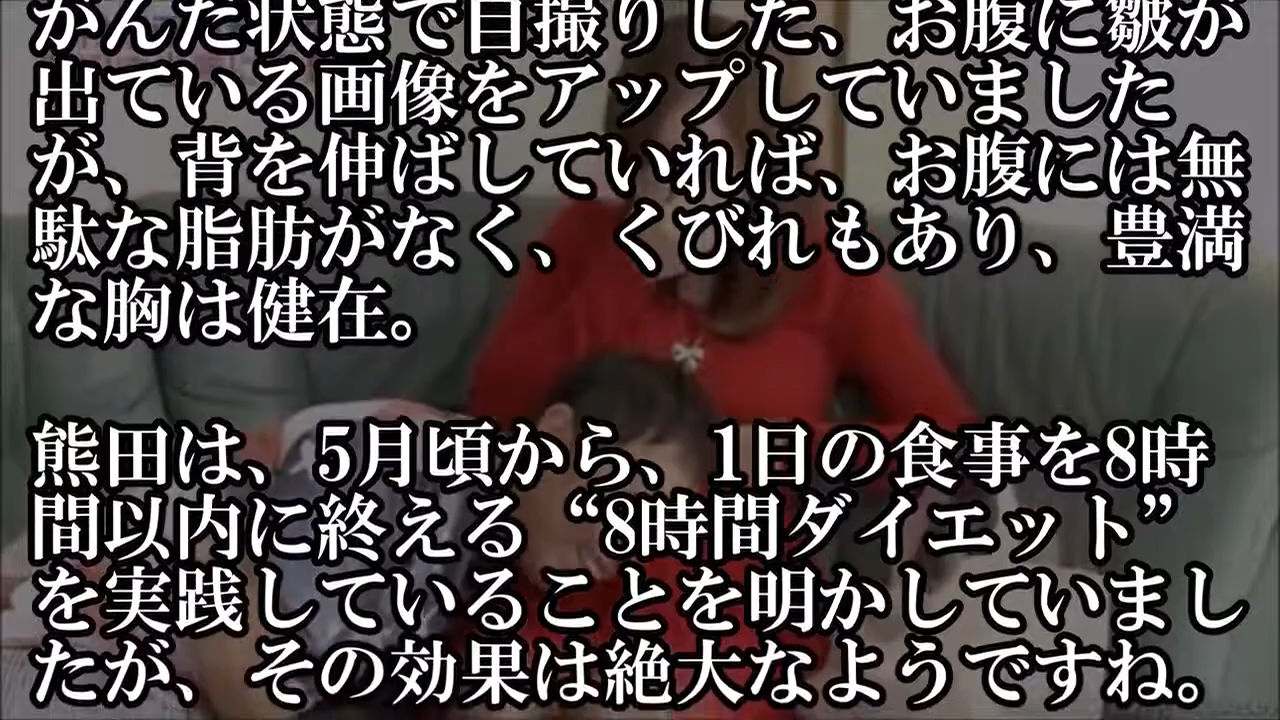 がんだ状態で自撮りした、お腹に皺が
出ている画像をアップしていました
が、背を伸ばしていれば、お腹には無
駄な脂肪がなく、くびれもあり、豊満
な胸は健在。
熊田は、5月頃から、1日の食事を8時
間以内に終える“8時間ダイエット”
を実践していることを明かしていまし
たが、その効果は絶大なようですね。